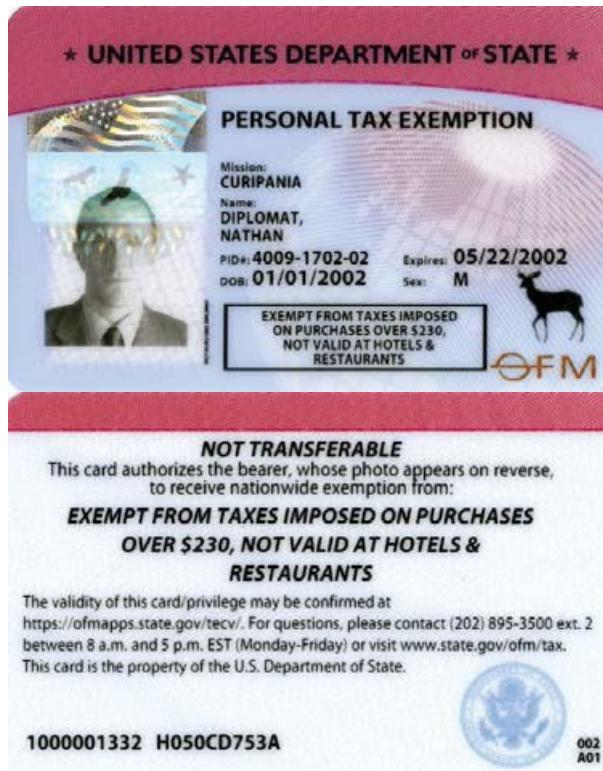 ★ UNITED STATES DEPARTMENT OF STATE ★
PERSONAL TAX EXEMPTION
Mission:
CURIPANIA
Name:
DIPLOMAT,
NATHAN
PID#: 4009-1702-02 Expires: 05/22/2002
DOB: 01/01/2002 Sex: M
EXEMPT FROM TAXES IMPOSED
ON PURCHASES OVER $230,
NOT VALID AT HOTELS &
RESTAURANTS
OFM
NOT TRANSFERABLE
This card authorizes the bearer, whose photo appears on reverse,
to receive nationwide exemption from:
EXEMPT FROM TAXES IMPOSED ON PURCHASES
OVER $230, NOT VALID AT HOTELS &
RESTAURANTS
The validity of this card/privilege may be confirmed at
https://ofmapps.state.gov/tecv/. For questions, please contact (202) 895-3500 ext. 2
between 8 a.m. and 5 p.m. EST (Monday-Friday) or visit www.state.gov/ofm/tax.
This card is the property of the U.S. Department of State.
1000001332 H050CD753A
002
A01